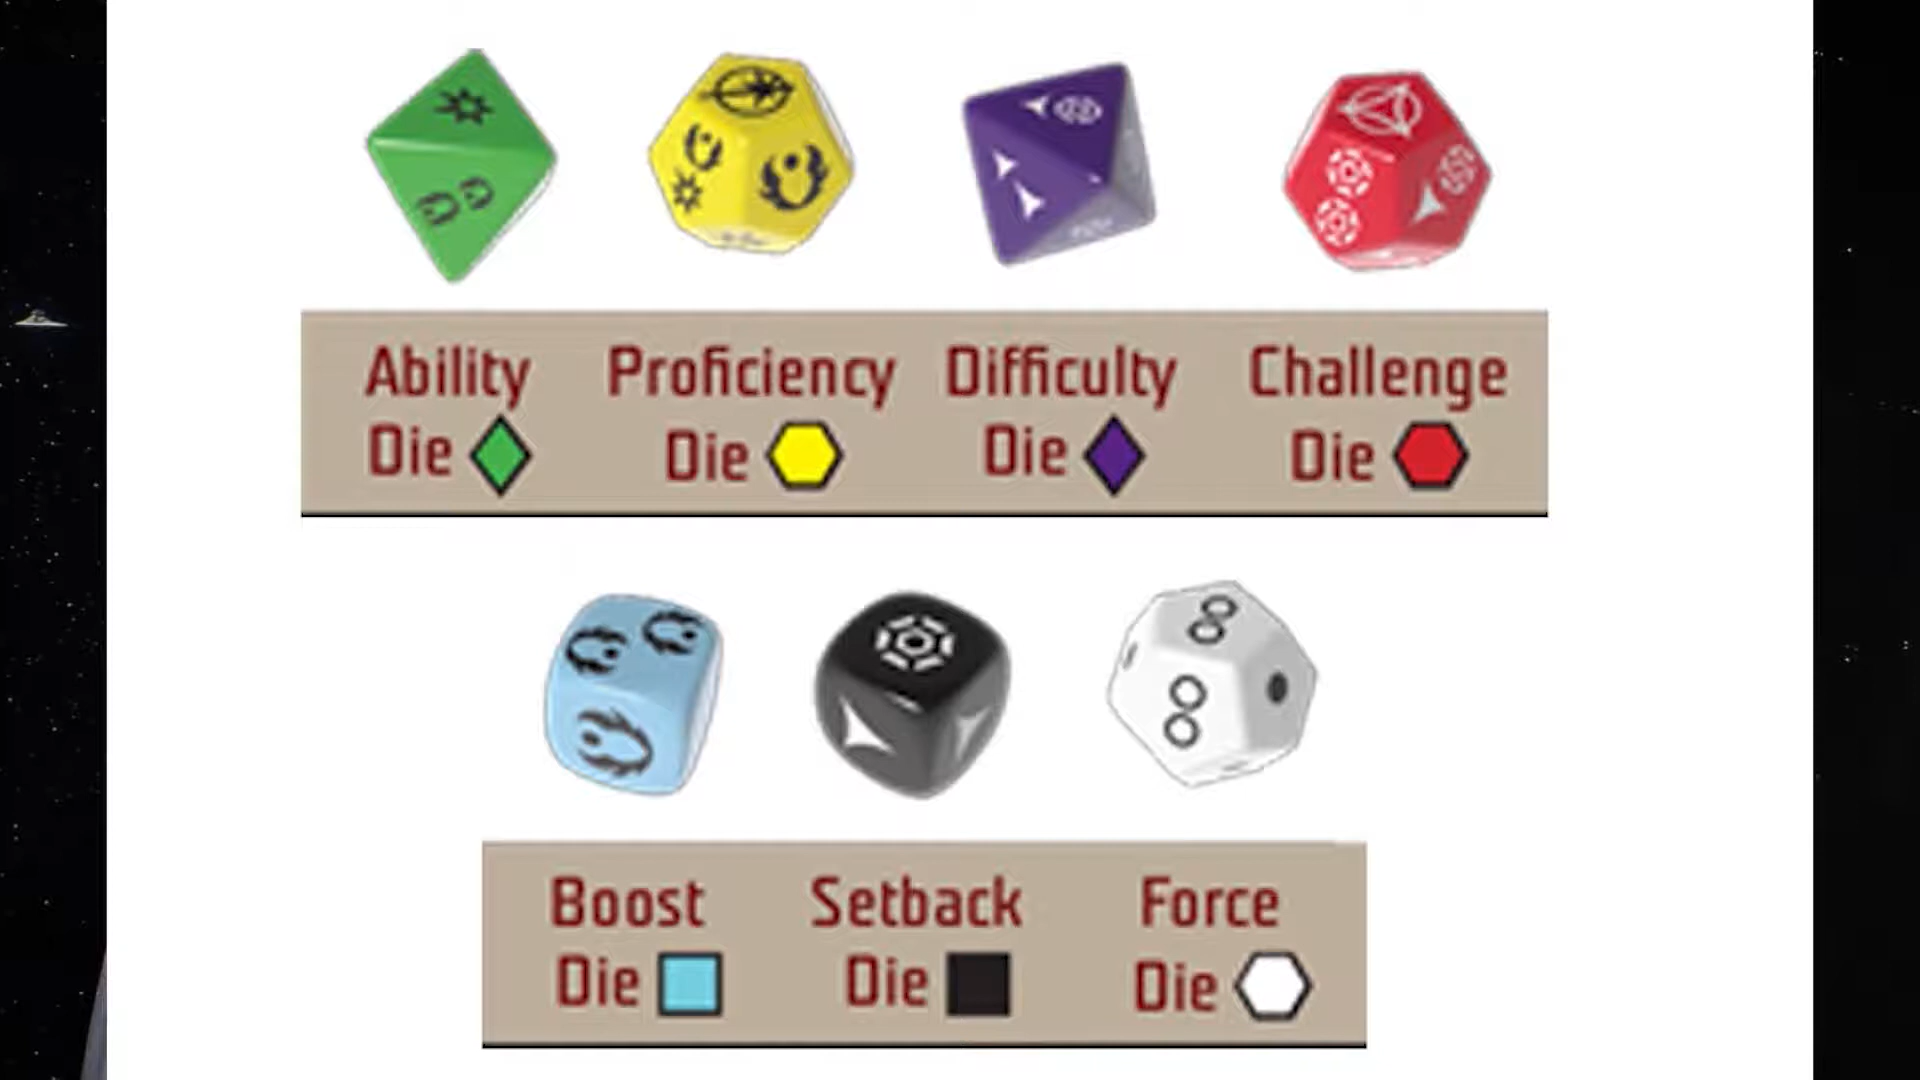 Ability Proficiency Difficulty Challenge
Die Die Die Die
Boost Setback Force
Die Die Die